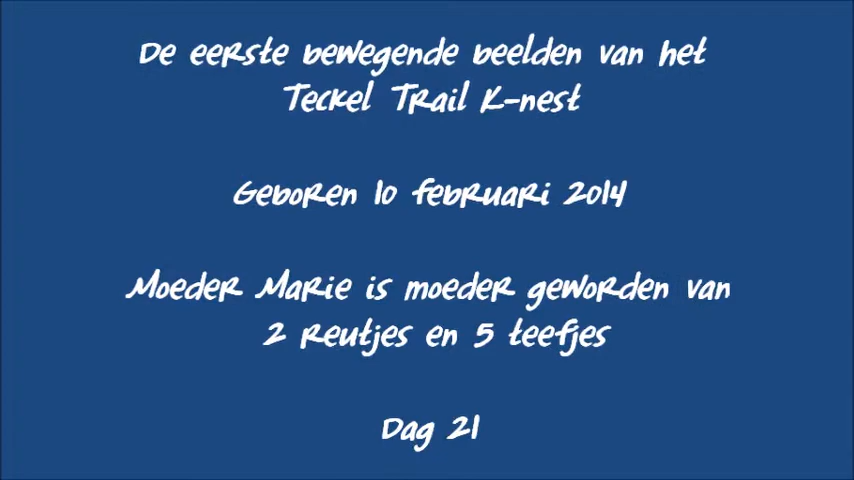 De eerste bewegende beelden van het
Teckel Trail K-nest
Geboren 10 februari 2014
Moeder Marie is moeder geworden van
2 reutjes en 5 teefjes
Dag 21